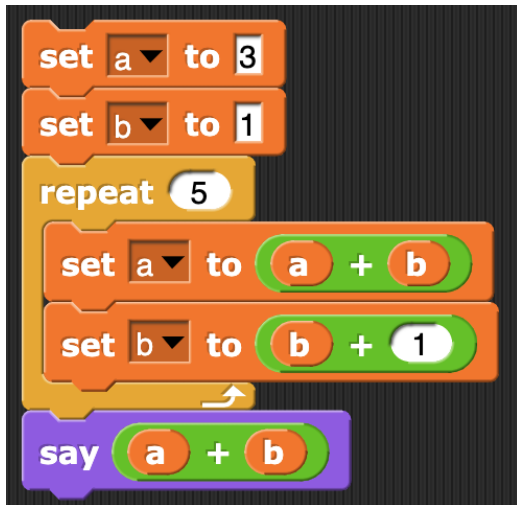 set a to 3
set b to 1
repeat 5
set a to a + b
set b to b + 1
say a + b